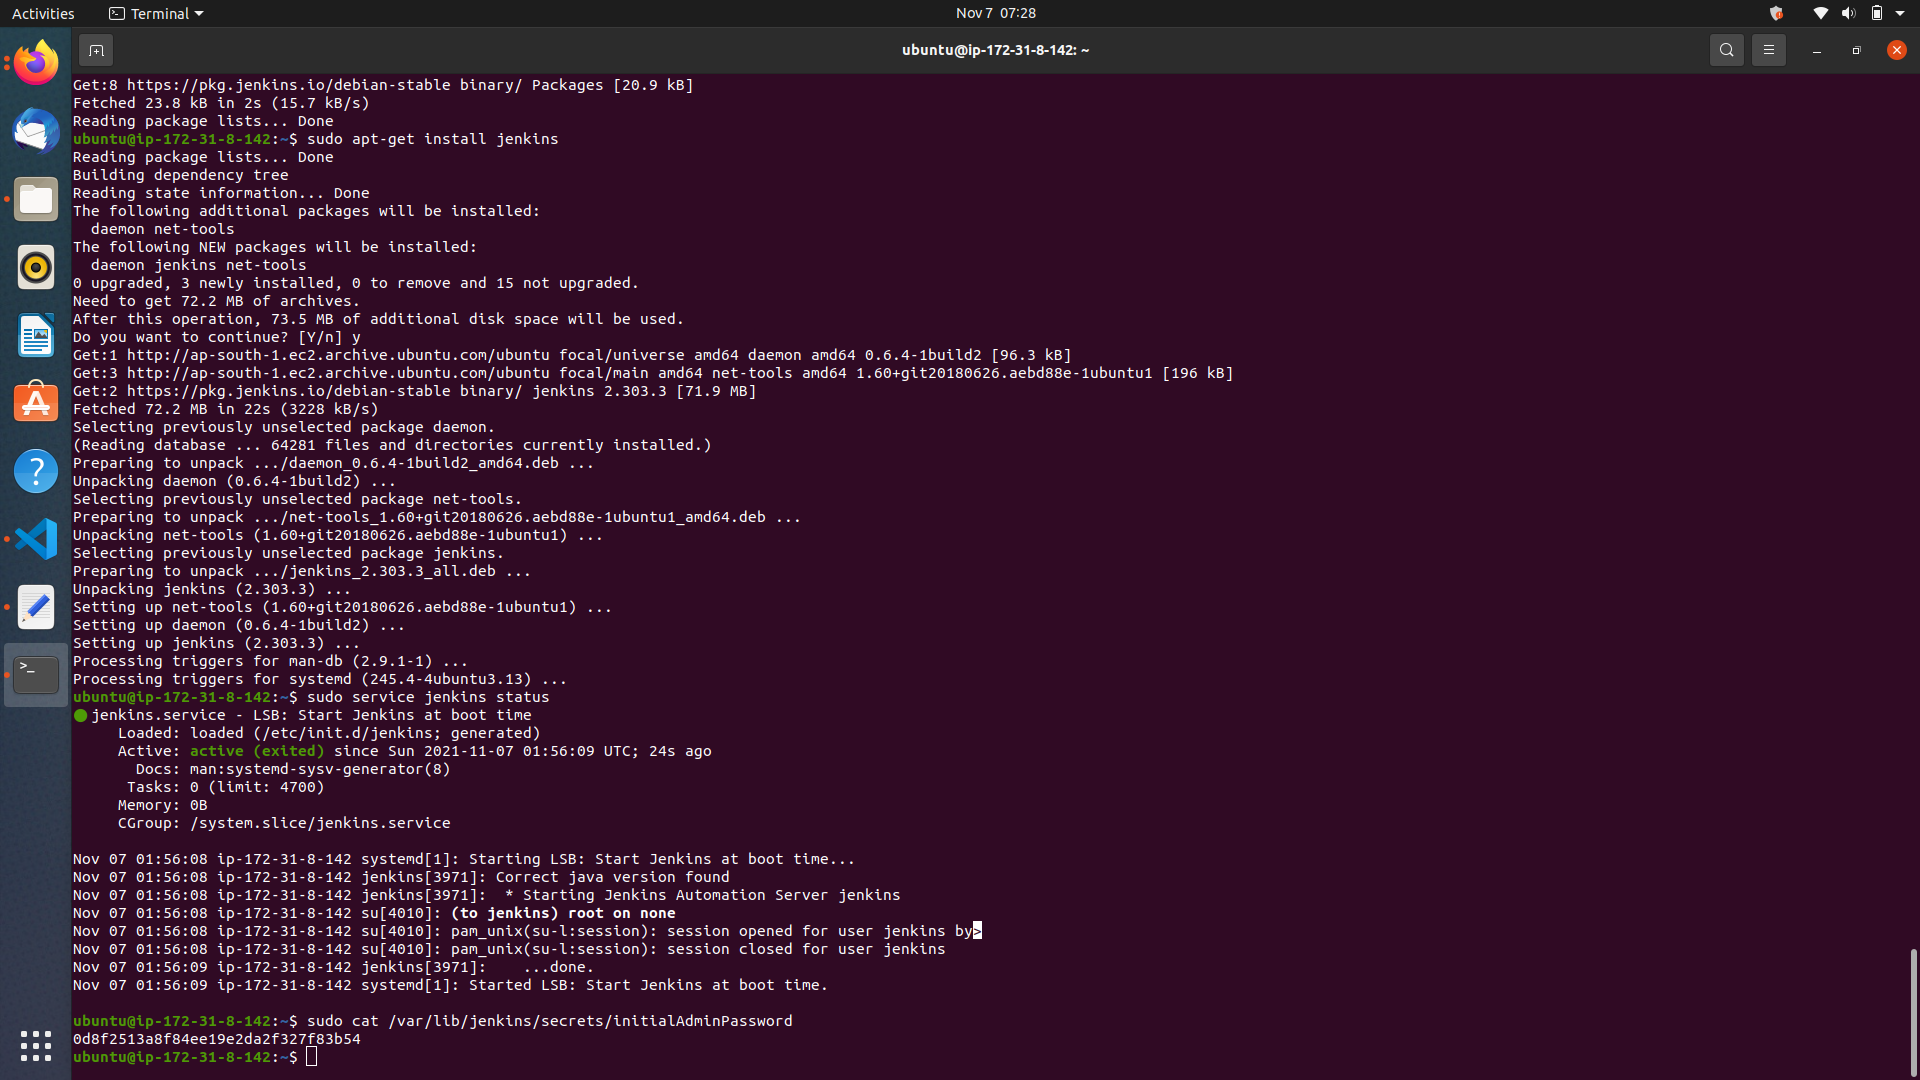 Activities
Terminal
Nov 7 07:28
ubuntu@ip-172-31-8-142: ~
Get:8 https://pkg.jenkins.io/debian-stable binary/ Packages [20.9 kB]
Fetched 23.8 kB in 2s (15.7 kB/s)
Reading package lists... Done
ubuntu@ip-172-31-8-142:~$ sudo apt-get install jenkins
Reading package lists... Done
Building dependency tree
Reading state information... Done
The following additional packages will be installed:
  daemon net-tools
The following NEW packages will be installed:
  daemon jenkins net-tools
0 upgraded, 3 newly installed, 0 to remove and 15 not upgraded.
Need to get 72.2 MB of archives.
After this operation, 73.5 MB of additional disk space will be used.
Do you want to continue? [Y/n] y
Get:1 http://ap-south-1.ec2.archive.ubuntu.com/ubuntu focal/universe amd64 daemon amd64 0.6.4-1build2 [96.3 kB]
Get:3 http://ap-south-1.ec2.archive.ubuntu.com/ubuntu focal/main amd64 net-tools amd64 1.60+git20180626.aebd88e-1ubuntu1 [196 kB]
Get:2 https://pkg.jenkins.io/debian-stable binary/ jenkins 2.303.3 [71.9 MB]
Fetched 72.2 MB in 22s (3228 kB/s)
Selecting previously unselected package daemon.
(Reading database ... 64281 files and directories currently installed.)
Preparing to unpack .../daemon_0.6.4-1build2_amd64.deb ...
Unpacking daemon (0.6.4-1build2) ...
Selecting previously unselected package net-tools.
Preparing to unpack .../net-tools_1.60+git20180626.aebd88e-1ubuntu1_amd64.deb ...
Unpacking net-tools (1.60+git20180626.aebd88e-1ubuntu1) ...
Selecting previously unselected package jenkins.
Preparing to unpack .../jenkins_2.303.3_all.deb ...
Unpacking jenkins (2.303.3) ...
Setting up net-tools (1.60+git20180626.aebd88e-1ubuntu1) ...
Setting up daemon (0.6.4-1build2) ...
Setting up jenkins (2.303.3) ...
Processing triggers for man-db (2.9.1-1) ...
Processing triggers for systemd (245.4-4ubuntu3.13) ...
ubuntu@ip-172-31-8-142:~$ sudo service jenkins status
● jenkins.service - LSB: Start Jenkins at boot time
     Loaded: loaded (/etc/init.d/jenkins; generated)
     Active: active (exited) since Sun 2021-11-07 01:56:09 UTC; 24s ago
       Docs: man:systemd-sysv-generator(8)
      Tasks: 0 (limit: 4700)
     Memory: 0B
     CGroup: /system.slice/jenkins.service
Nov 07 01:56:08 ip-172-31-8-142 systemd[1]: Starting LSB: Start Jenkins at boot time...
Nov 07 01:56:08 ip-172-31-8-142 jenkins[3971]: Correct java version found
Nov 07 01:56:08 ip-172-31-8-142 jenkins[3971]:  * Starting Jenkins Automation Server jenkins
Nov 07 01:56:08 ip-172-31-8-142 su[4010]: (to jenkins) root on none
Nov 07 01:56:08 ip-172-31-8-142 su[4010]: pam_unix(su-l:session): session opened for user jenkins by>
Nov 07 01:56:08 ip-172-31-8-142 su[4010]: pam_unix(su-l:session): session closed for user jenkins
Nov 07 01:56:09 ip-172-31-8-142 jenkins[3971]:    ...done.
Nov 07 01:56:09 ip-172-31-8-142 systemd[1]: Started LSB: Start Jenkins at boot time.
ubuntu@ip-172-31-8-142:~$ sudo cat /var/lib/jenkins/secrets/initialAdminPassword
0d8f2513a8f84ee19e2da2f327f83b54
ubuntu@ip-172-31-8-142:~$